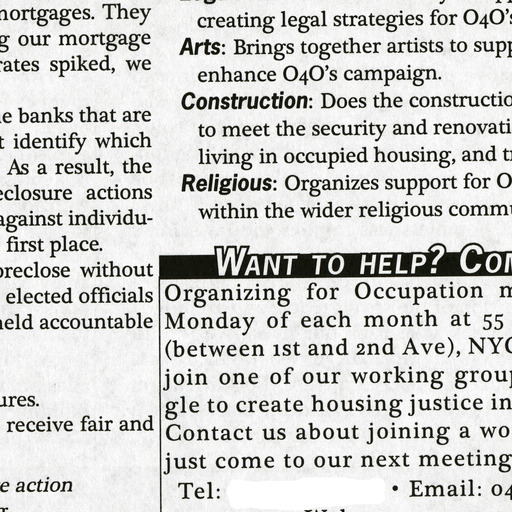 mortgages. They
g our mortgage
rates spiked, we
e banks that are
t identify which
As a result, the
eclosure actions
against individu-
first place.
oreclose without
elected officials
held accountable
ures.
receive fair and
e action
creating legal strategies for O4O's
Arts: Brings together artists to supp
enhance O4O's campaign.
Construction: Does the constructio
to meet the security and renovati
living in occupied housing, and t
Religious: Organizes support for O
within the wider religious commu
WANT TO HELP? COM
Organizing for Occupation m
Monday of each month at 55
(between 1st and 2nd Ave), NYC
join one of our working group
gle to create housing justice in
Contact us about joining a wo
just come to our next meeting
Tel: • Email: o4